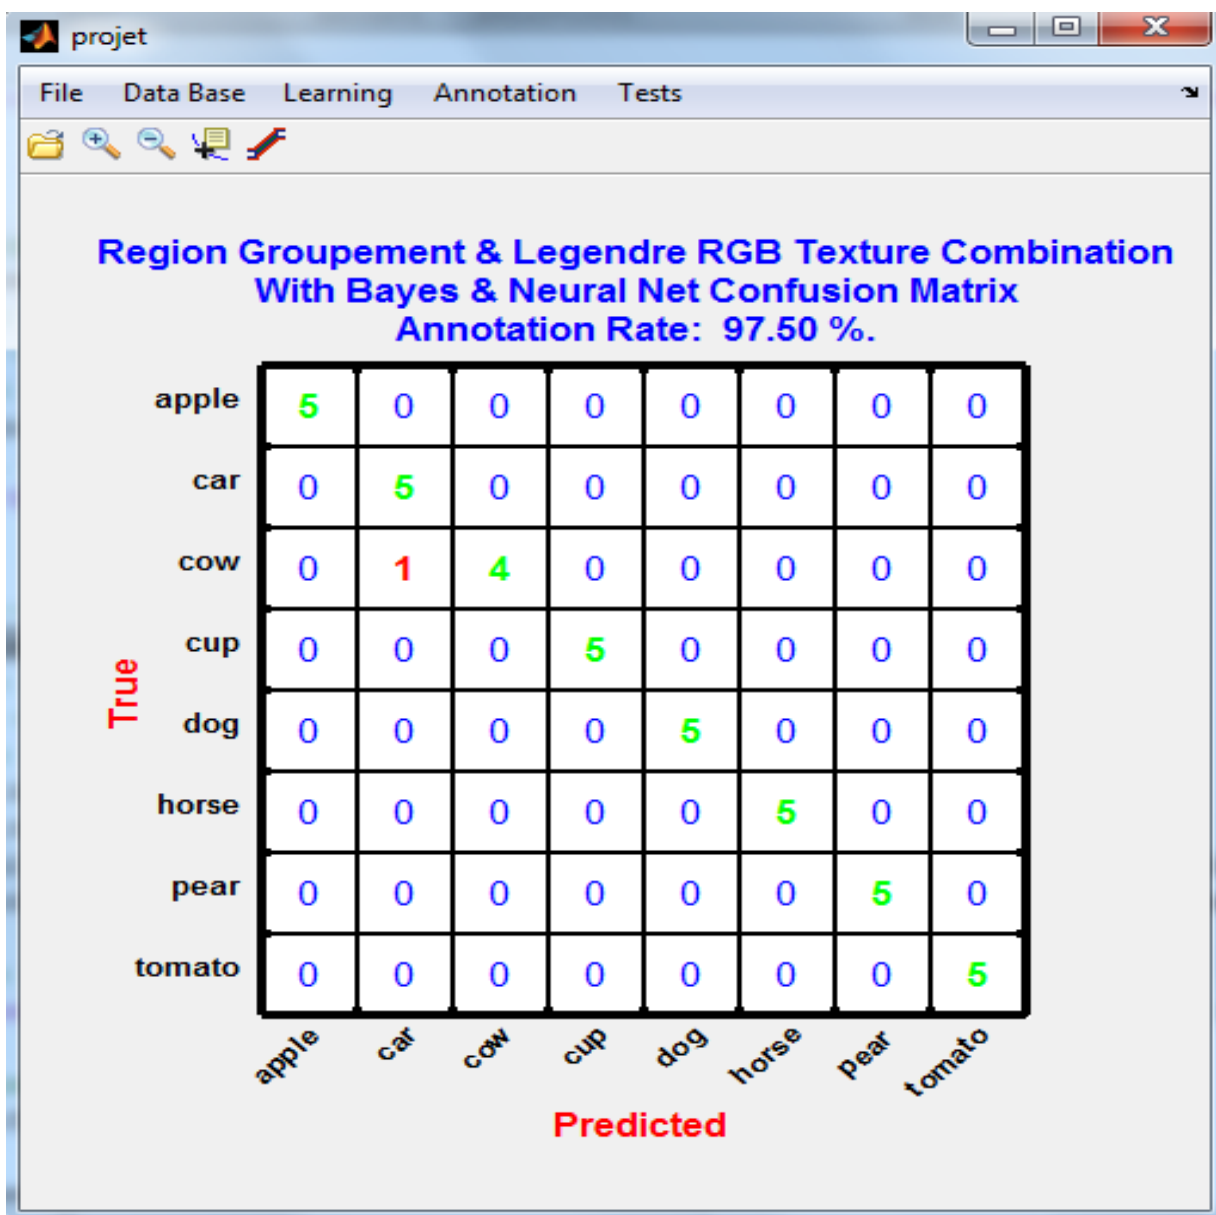 projet
File Data Base Learning Annotation Tests
Region Groupement & Legendre RGB Texture Combination
With Bayes & Neural Net Confusion Matrix
Annotation Rate: 97.50 %.
apple 5 0 0 0 0 0 0 0
car 0 5 0 0 0 0 0 0
cow 0 1 4 0 0 0 0 0
cup 0 0 0 5 0 0 0 0
True
dog 0 0 0 0 5 0 0 0
horse 0 0 0 0 0 5 0 0
pear 0 0 0 0 0 0 5 0
tomato 0 0 0 0 0 0 0 5
apple car cow cup dog horse pear tomato
Predicted